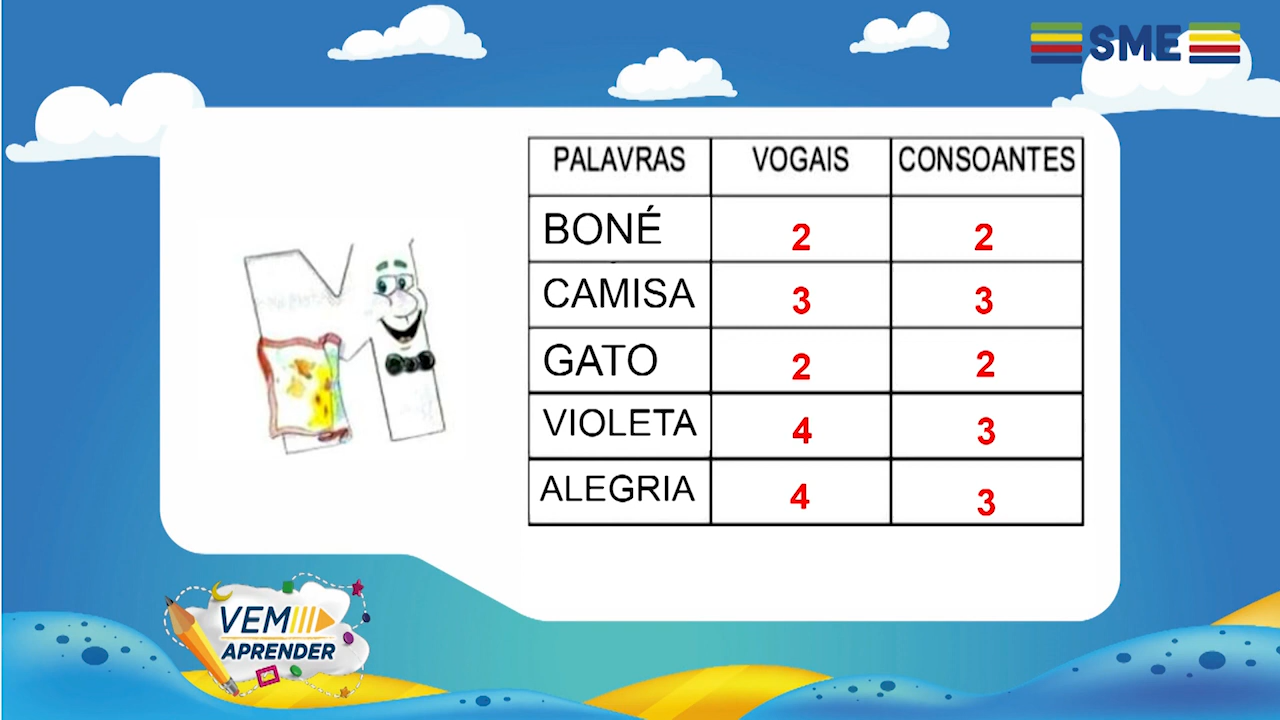 SME
PALAVRAS VOGAIS CONSOANTES
BONÉ 2 2
CAMISA 3 3
GATO 2 2
VIOLETA 4 3
ALEGRIA 4 3
VEM
APRENDER